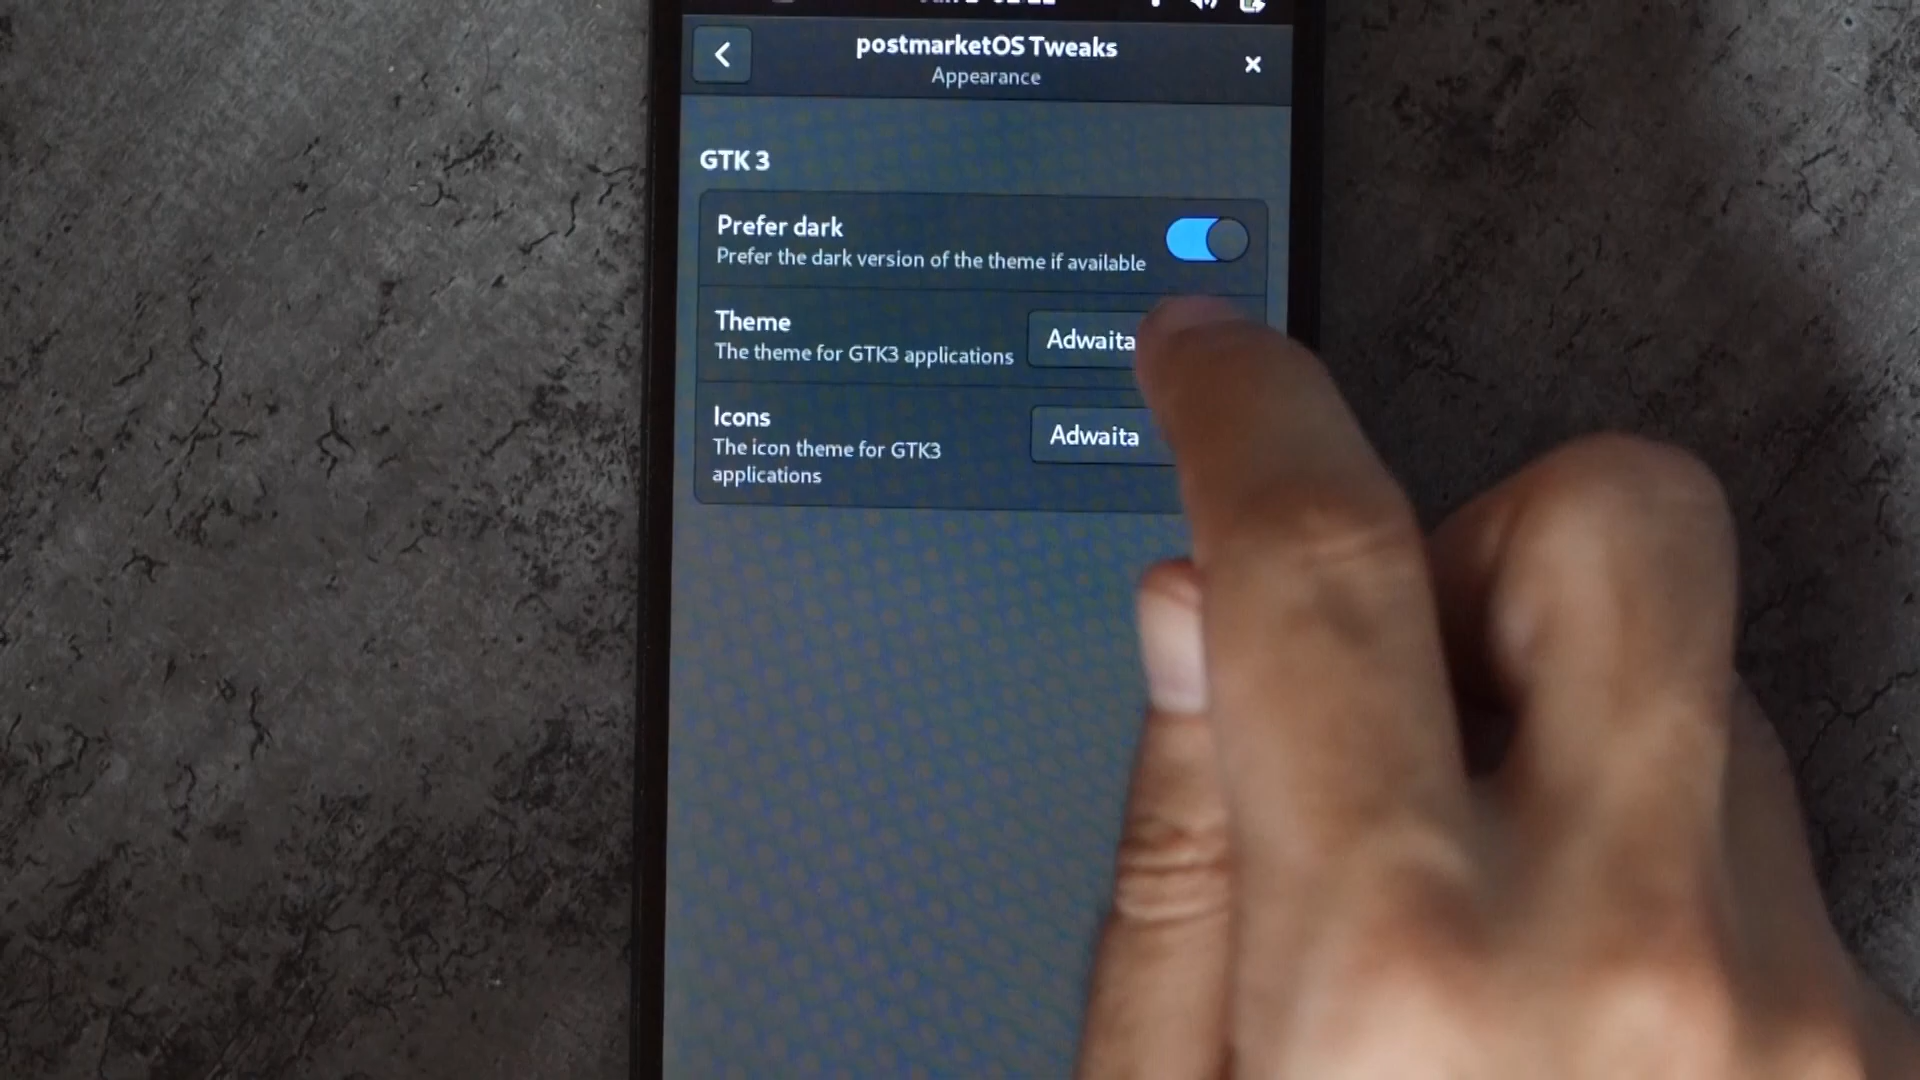 postmarketOS Tweaks
Appearance
GTK 3
Prefer dark
Prefer the dark version of the theme if available
Theme
The theme for GTK3 applications
Adwaita
Icons
The icon theme for GTK3
applications
Adwaita